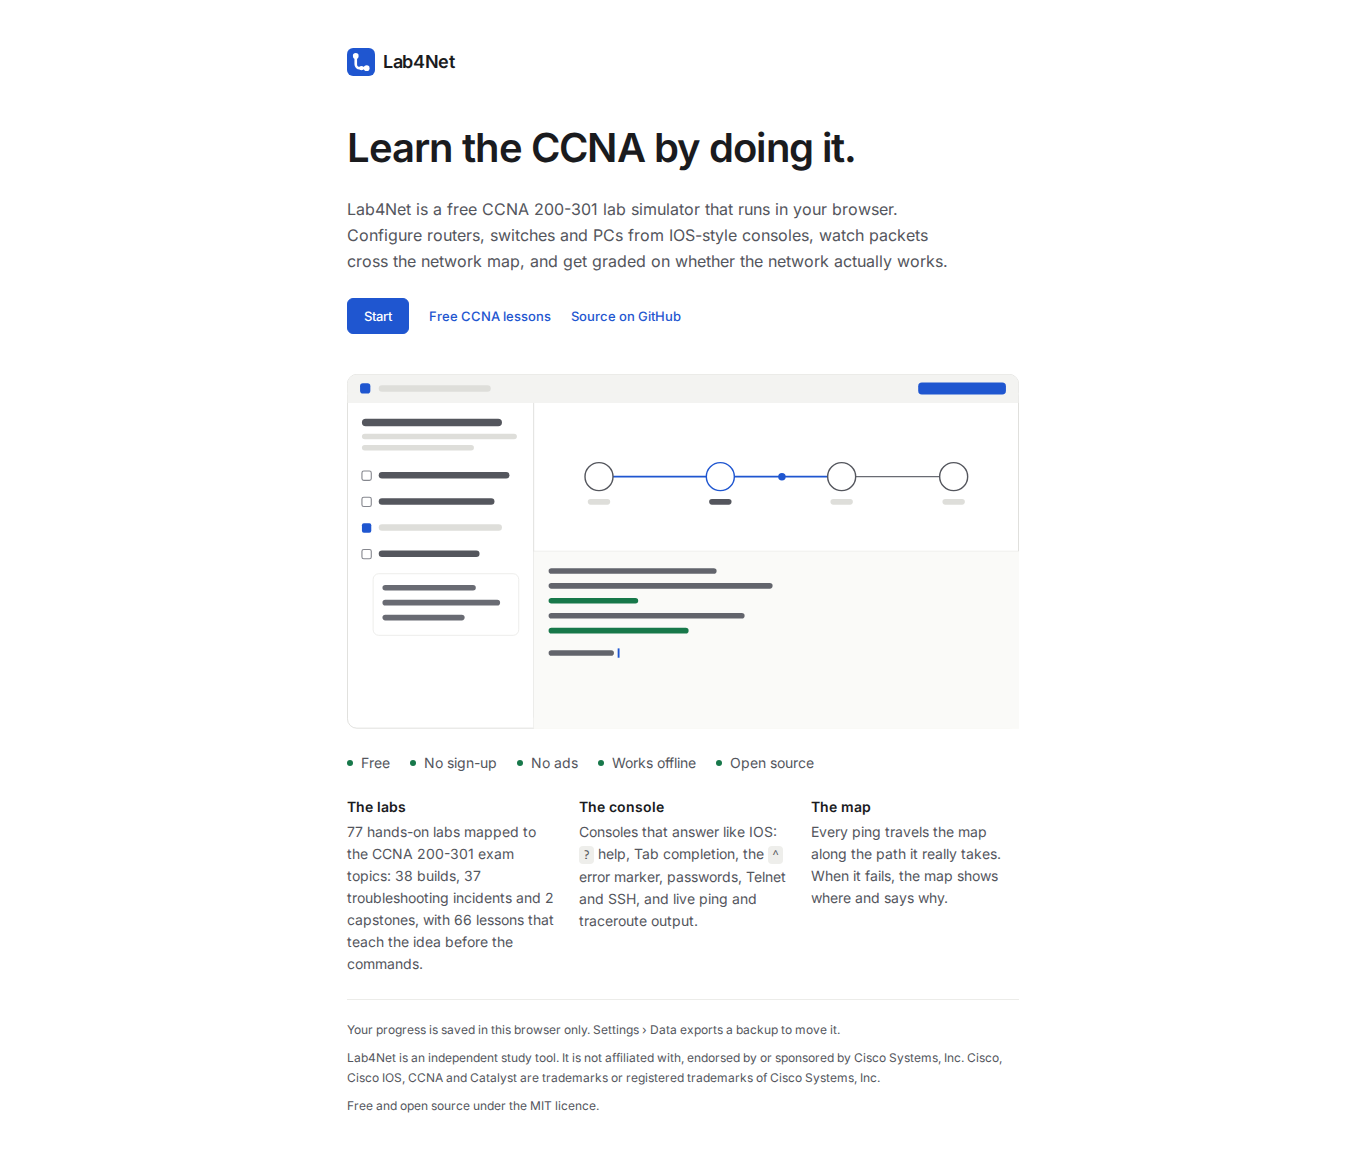 Lab4Net
Learn the CCNA by doing it.
Lab4Net is a free CCNA 200-301 lab simulator that runs in your browser.
Configure routers, switches and PCs from IOS-style consoles, watch packets
cross the network map, and get graded on whether the network actually works.
Start
Free CCNA lessons
Source on GitHub
Free
No sign-up
No ads
Works offline
Open source
The labs
77 hands-on labs mapped to
the CCNA 200-301 exam
topics: 38 builds, 37
troubleshooting incidents and 2
capstones, with 66 lessons that
teach the idea before the
commands.
The console
Consoles that answer like IOS:
? help, Tab completion, the ^
error marker, passwords, Telnet
and SSH, and live ping and
traceroute output.
The map
Every ping travels the map
along the path it really takes.
When it fails, the map shows
where and says why.
Your progress is saved in this browser only. Settings › Data exports a backup to move it.
Lab4Net is an independent study tool. It is not affiliated with, endorsed by or sponsored by Cisco Systems, Inc. Cisco,
Cisco IOS, CCNA and Catalyst are trademarks or registered trademarks of Cisco Systems, Inc.
Free and open source under the MIT licence.